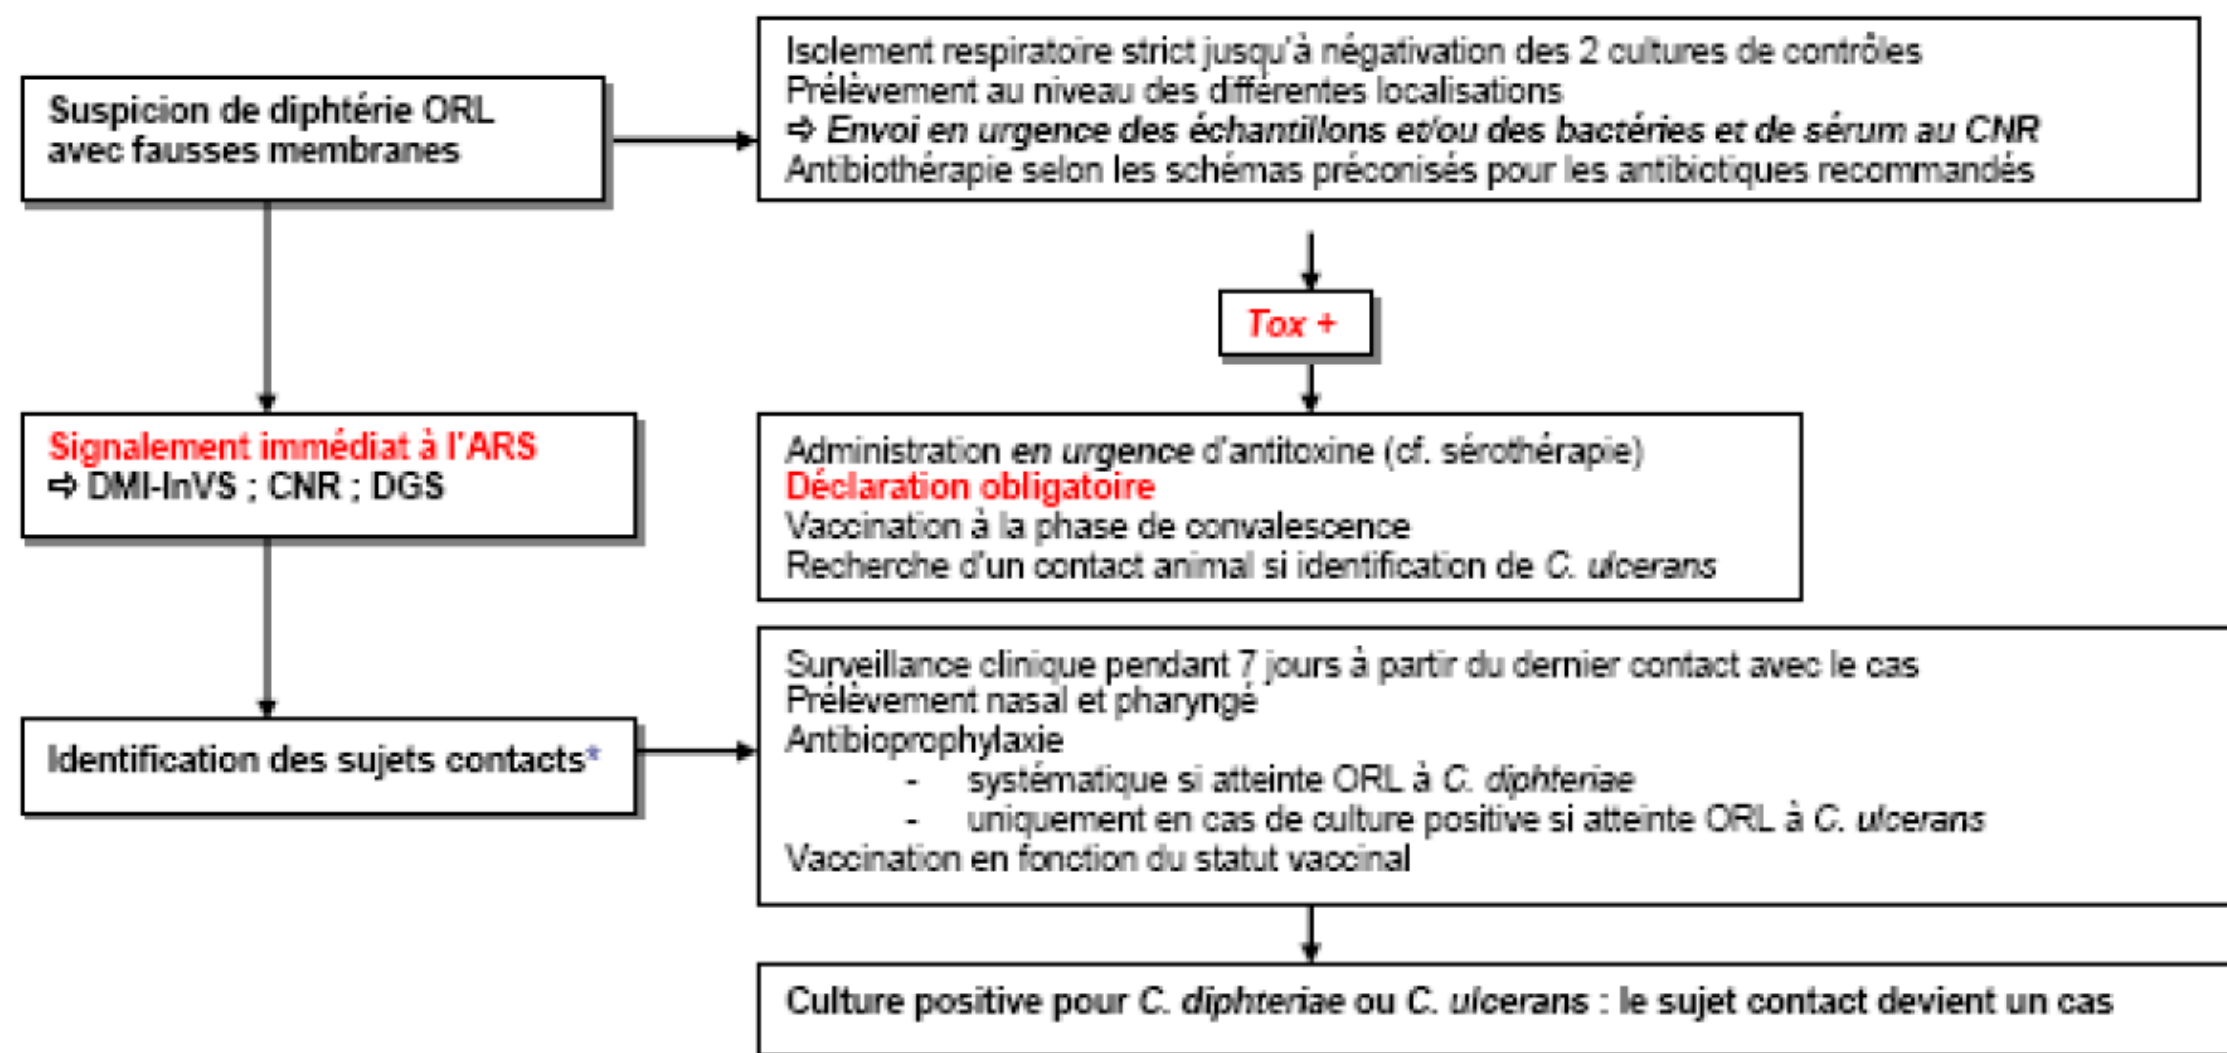 Suspicion de diphtérie ORL
avec fausses membranes
Isolement respiratoire strict jusqu'à négativation des 2 cultures de contrôles
Prélèvement au niveau des différentes localisations
⇨ Envoi en urgence des échantillons et/ou des bactéries et de sérum au CNR
Antibiothérapie selon les schémas préconisés pour les antibiotiques recommandés
Tox +
Signalement immédiat à l'ARS
⇨ DMI-InVS ; CNR ; DGS
Administration en urgence d'antitoxine (cf. sérothérapie)
Déclaration obligatoire
Vaccination à la phase de convalescence
Recherche d'un contact animal si identification de C. ulcerans
Identification des sujets contacts*
Surveillance clinique pendant 7 jours à partir du dernier contact avec le cas
Prélèvement nasal et pharyngé
Antibioprophylaxie
- systématique si atteinte ORL à C. diphteriae
- uniquement en cas de culture positive si atteinte ORL à C. ulcerans
Vaccination en fonction du statut vaccinal
Culture positive pour C. diphteriae ou C. ulcerans : le sujet contact devient un cas